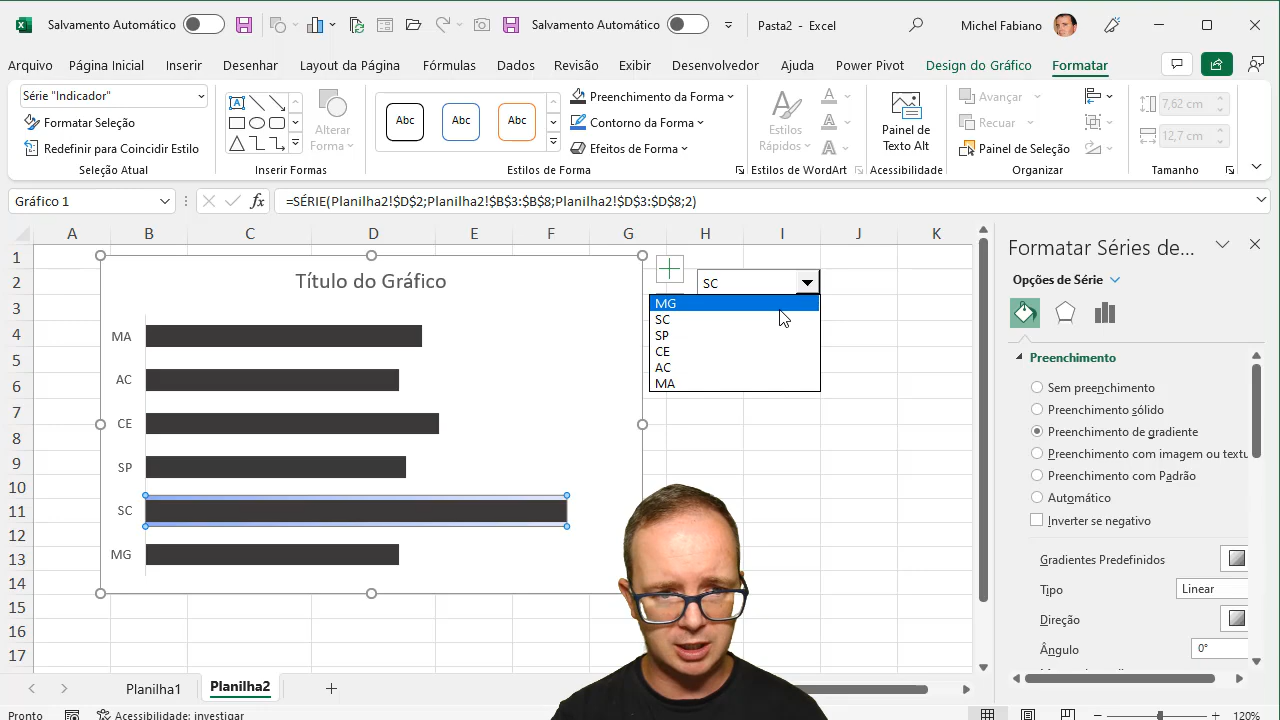 Salvamento Automático
Salvamento Automático
Pasta2 - Excel
Michel Fabiano
Arquivo
Página Inicial
Inserir
Desenhar
Layout da Página
Fórmulas
Dados
Revisão
Exibir
Desenvolvedor
Ajuda
Power Pivot
Design do Gráfico
Formatar
Série "Indicador"
Formatar Seleção
Redefinir para Coincidir Estilo
Seleção Atual
Alterar
Forma
Inserir Formas
Abc
Abc
Abc
Preenchimento da Forma
Contorno da Forma
Efeitos de Forma
Estilos de Forma
Estilos
Rápidos
Estilos de WordArt
Painel de
Texto Alt
Acessibilidade
Avançar
Recuar
Painel de Seleção
Organizar
7,62 cm
12,7 cm
Tamanho
Gráfico 1
fx
=SÉRIE(Planilha2!$D$2;Planilha2!$B$3:$B$8;Planilha2!$D$3:$D$8;2)
A B C D E F G H I J K
1
2
3
4
5
6
7
8
9
10
11
12
13
14
15
16
17
Título do Gráfico
MA
AC
CE
SP
SC
MG
SC
MG
SC
SP
CE
AC
MA
Formatar Séries de...
Opções de Série
Preenchimento
Sem preenchimento
Preenchimento sólido
Preenchimento de gradiente
Preenchimento com imagem ou textu
Preenchimento com Padrão
Automático
Inverter se negativo
Gradientes Predefinidos
Tipo
Linear
Direção
Ângulo
0°
Planilha1
Planilha2
Pronto
Acessibilidade: investigar
120%